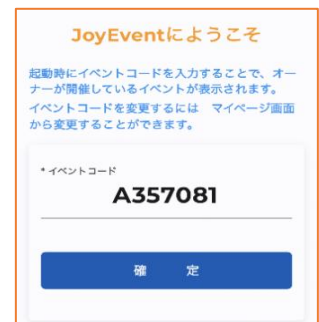 JoyEventにようこそ
起動時にイベントコードを入力することで、オー
ナーが開催しているイベントが表示されます。
イベントコードを変更するには　マイページ画面
から変更することができます。
* イベントコード
A357081
確　定